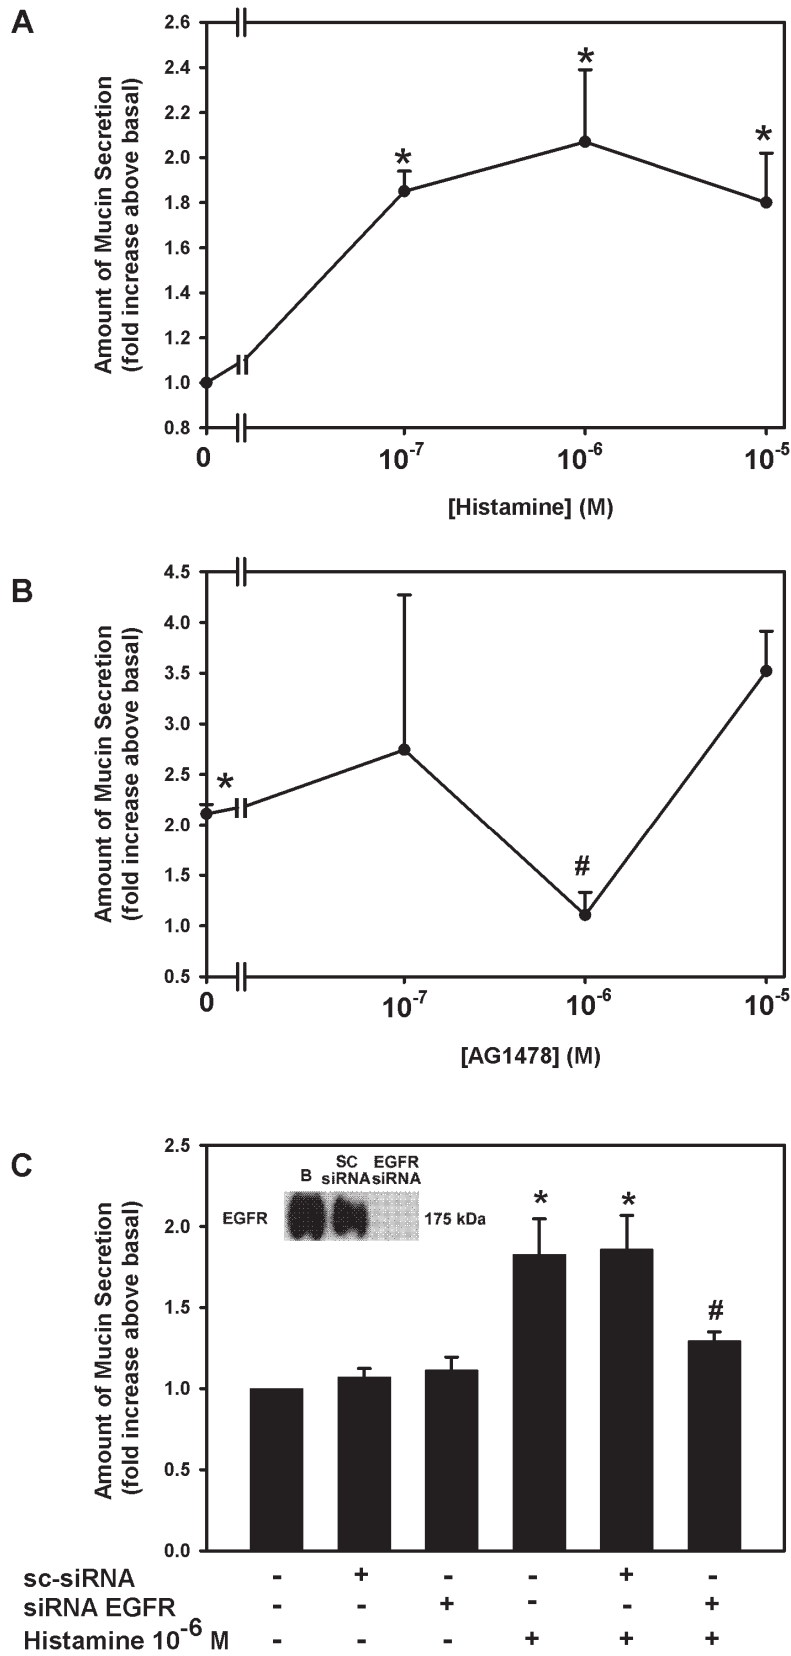 A
Amount of Mucin Secretion
(fold increase above basal)
2.6
2.4
2.2
2.0
1.8
1.6
1.4
1.2
1.0
0.8
*
*
*
0
10-7
10-6
10-5
[Histamine] (M)
B
Amount of Mucin Secretion
(fold increase above basal)
4.5
4.0
3.5
3.0
2.5
2.0
1.5
1.0
0.5
*
#
0
10-7
10-6
10-5
[AG1478] (M)
C
Amount of Mucin Secretion
(fold increase above basal)
2.5
2.0
1.5
1.0
0.5
0.0
B
SC siRNA
EGFR siRNA
EGFR
175 kDa
*
*
#
sc-siRNA - + - - + -
siRNA EGFR - - + - - +
Histamine 10-6 M - - - + + +